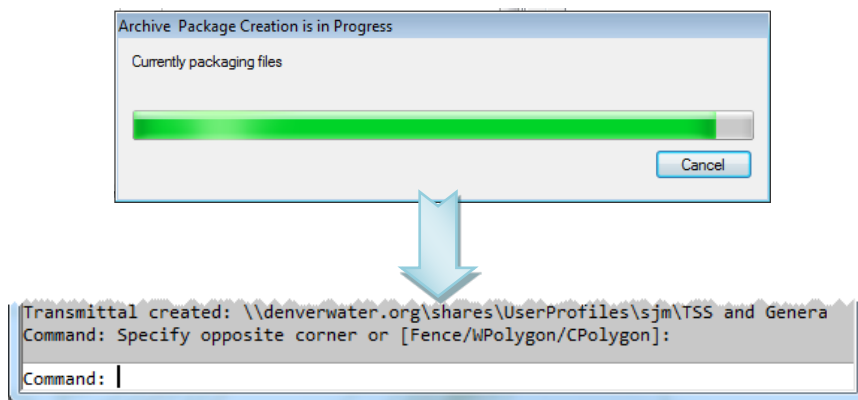 Archive Package Creation is in Progress
Currently packaging files
Cancel
Transmittal created: \\denverwater.org\shares\UserProfiles\sjm\TSS and Genera
Command: Specify opposite corner or [Fence/WPolygon/CPolygon]:
Command: